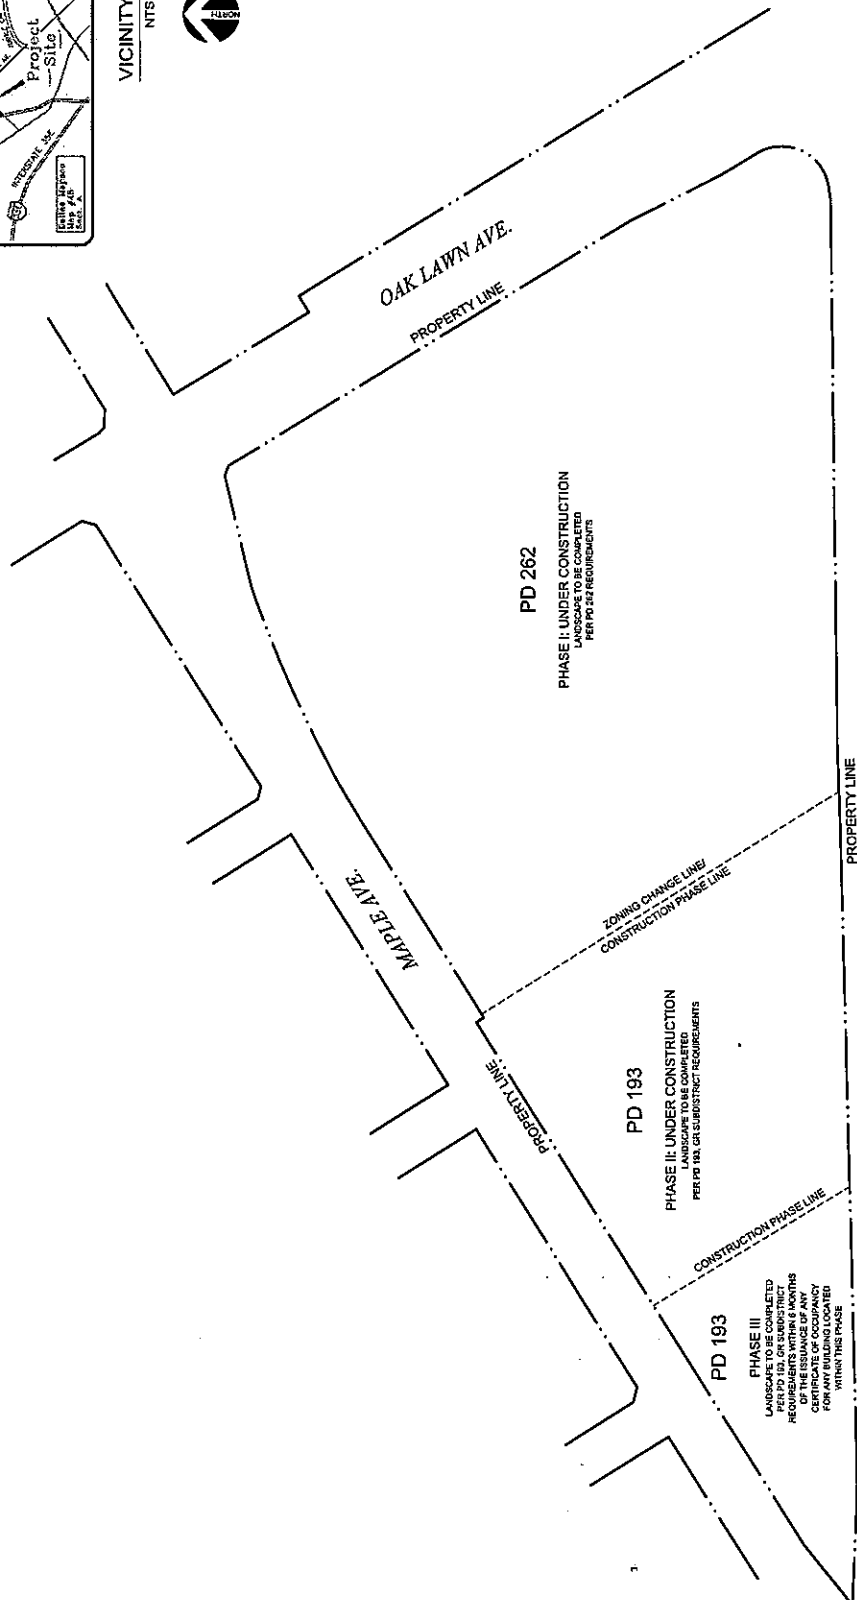 Project
Site
INTERSTATE 35E
Map #45
Sect. A
VICINITY
NTS
NORTH
OAK LAWN AVE.
PROPERTY LINE
PD 262
PHASE I: UNDER CONSTRUCTION
LANDSCAPE TO BE COMPLETED
PER PD 262 REQUIREMENTS
MAPLE AVE.
PROPERTY LINE
ZONING CHANGE LINE/
CONSTRUCTION PHASE LINE
PROPERTY LINE
PD 193
PHASE II: UNDER CONSTRUCTION
LANDSCAPE TO BE COMPLETED
PER PD 193, GR SUBDISTRICT REQUIREMENTS
CONSTRUCTION PHASE LINE
PD 193
PHASE III
LANDSCAPE TO BE COMPLETED
PER PD 193, GR SUBDISTRICT
REQUIREMENTS WITHIN 6 MONTHS
OF THE ISSUANCE OF ANY
CERTIFICATE OF OCCUPANCY
FOR ANY BUILDING LOCATED
WITHIN THIS PHASE